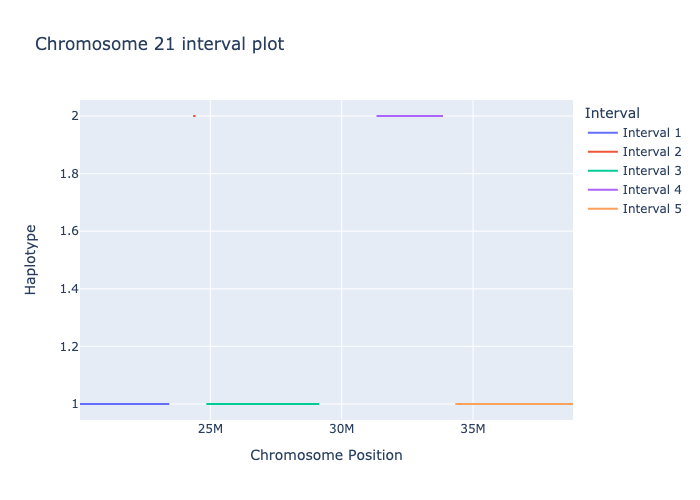 Chromosome 21 interval plot
Interval
Interval 1
Interval 2
Interval 3
Interval 4
Interval 5
Haplotype
2
1.8
1.6
1.4
1.2
1
25M
30M
35M
Chromosome Position